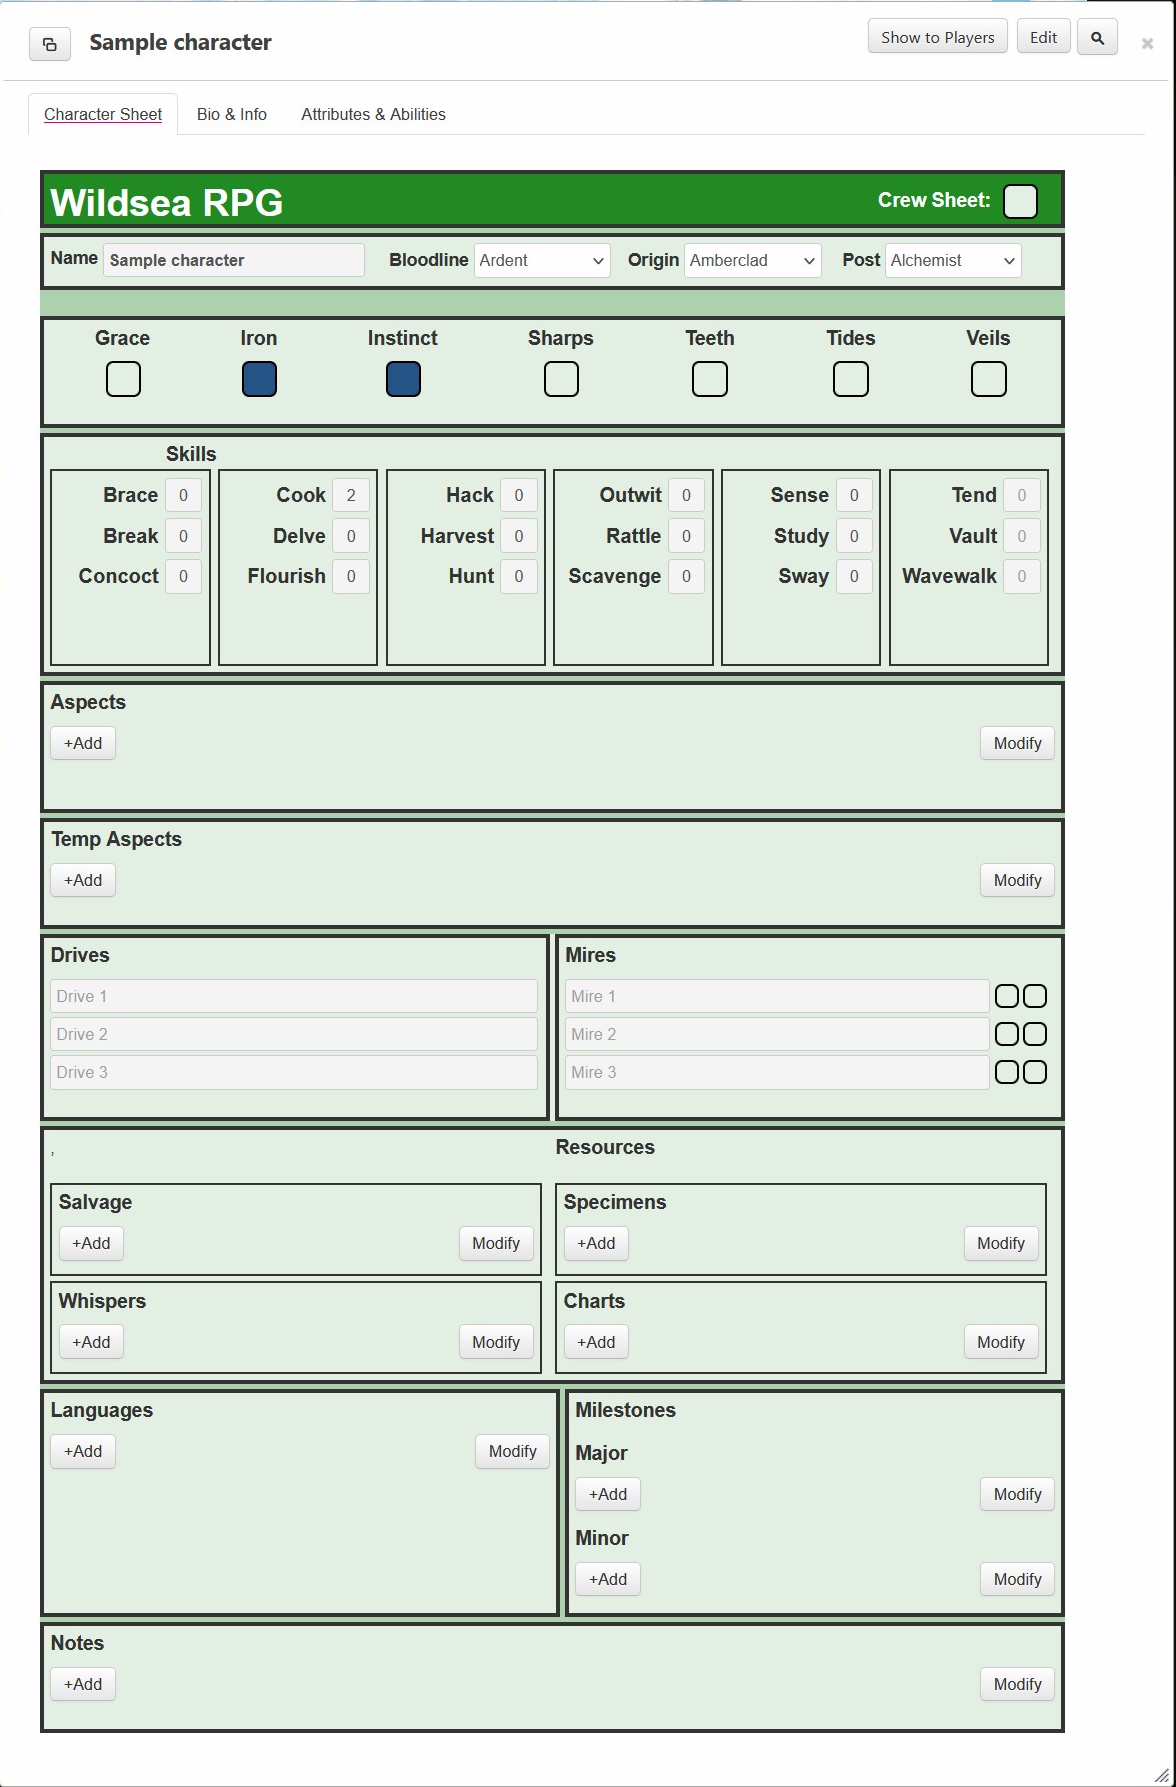 Sample character
Show to Players Edit
Character Sheet Bio & Info Attributes & Abilities
Wildsea RPG Crew Sheet:
Name Sample character Bloodline Ardent Origin Amberclad Post Alchemist
Grace Iron Instinct Sharps Teeth Tides Veils
Skills
Brace 0 Cook 2 Hack 0 Outwit 0 Sense 0 Tend 0
Break 0 Delve 0 Harvest 0 Rattle 0 Study 0 Vault 0
Concoct 0 Flourish 0 Hunt 0 Scavenge 0 Sway 0 Wavewalk 0
Aspects
+Add Modify
Temp Aspects
+Add Modify
Drives Mires
Drive 1 Mire 1
Drive 2 Mire 2
Drive 3 Mire 3
, Resources
Salvage Specimens
+Add Modify +Add Modify
Whispers Charts
+Add Modify +Add Modify
Languages Milestones
+Add Modify Major
+Add Modify
Minor
+Add Modify
Notes
+Add Modify